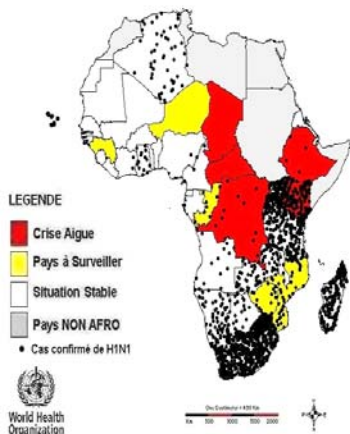 LEGENDE
Crise Aigue
Pays à Surveiller
Situation Stable
Pays NON AFRO
Cas confirmé de H1N1
World Health
Organization